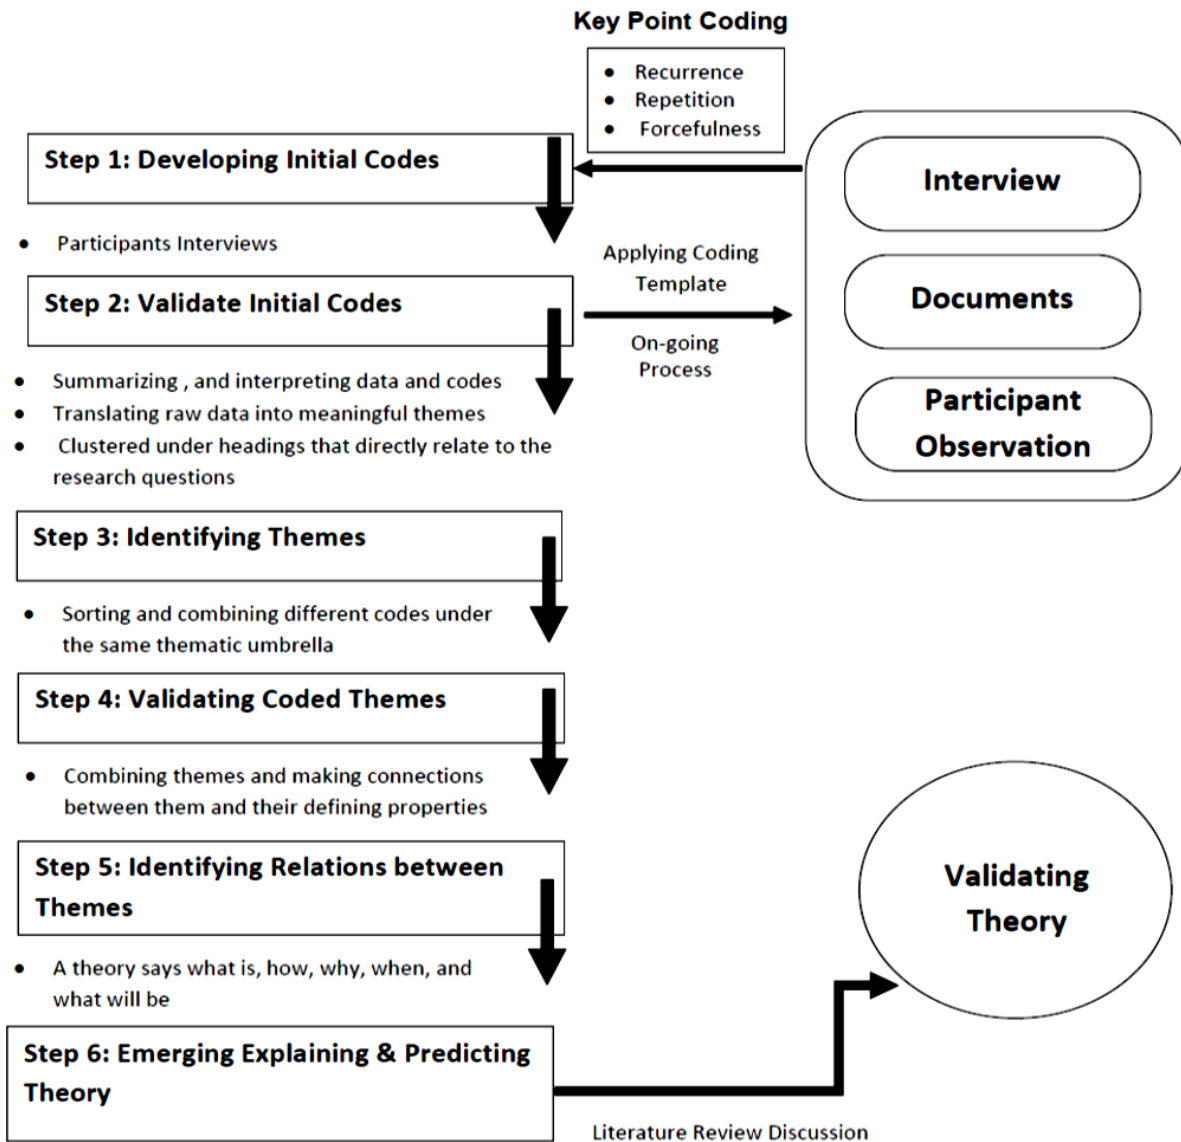 Key Point Coding
• Recurrence
• Repetition
• Forcefulness
Step 1: Developing Initial Codes
• Participants Interviews
Step 2: Validate Initial Codes
Applying Coding
Template
On-going
Process
Interview
Documents
Participant
Observation
• Summarizing , and interpreting data and codes
• Translating raw data into meaningful themes
• Clustered under headings that directly relate to the
research questions
Step 3: Identifying Themes
• Sorting and combining different codes under
the same thematic umbrella
Step 4: Validating Coded Themes
• Combining themes and making connections
between them and their defining properties
Step 5: Identifying Relations between
Themes
• A theory says what is, how, why, when, and
what will be
Step 6: Emerging Explaining & Predicting
Theory
Literature Review Discussion
Validating
Theory